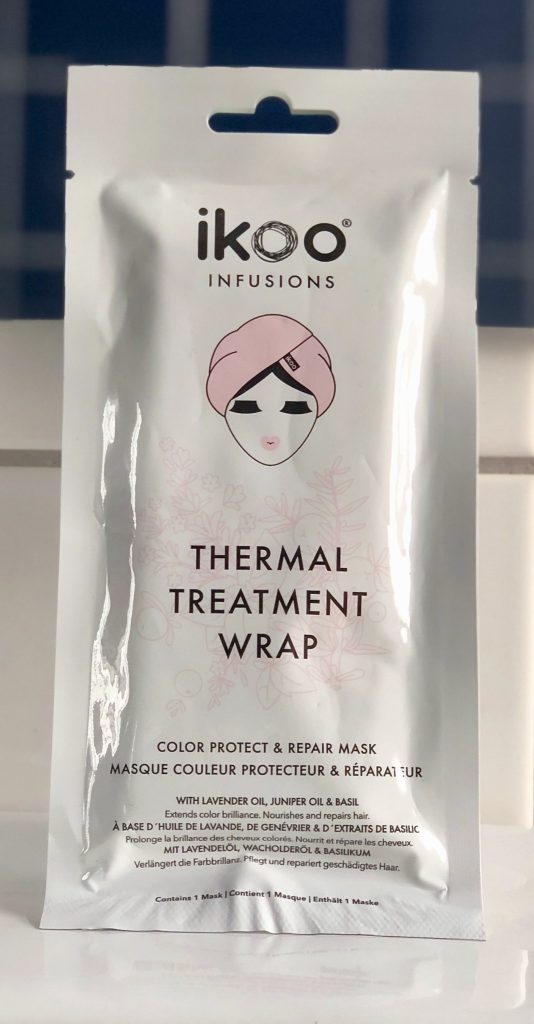 ikoo®
INFUSIONS
ikoo
THERMAL
TREATMENT
WRAP
COLOR PROTECT & REPAIR MASK
MASQUE COULEUR PROTECTEUR & RÉPARATEUR
WITH LAVENDER OIL, JUNIPER OIL & BASIL
Extends color brilliance. Nourishes and repairs hair.
À BASE D´HUILE DE LAVANDE, DE GENÉVRIER & D´EXTRAITS DE BASILIC
Prolonge la brillance des cheveux colorés. Nourrit et répare les cheveux.
MIT LAVENDELÖL, WACHOLDERÖL & BASILIKUM
Verlängert die Farbbrillanz. Pflegt und repariert geschädigtes Haar.
Contains 1 Mask | Contient 1 Masque | Enthält 1 Maske